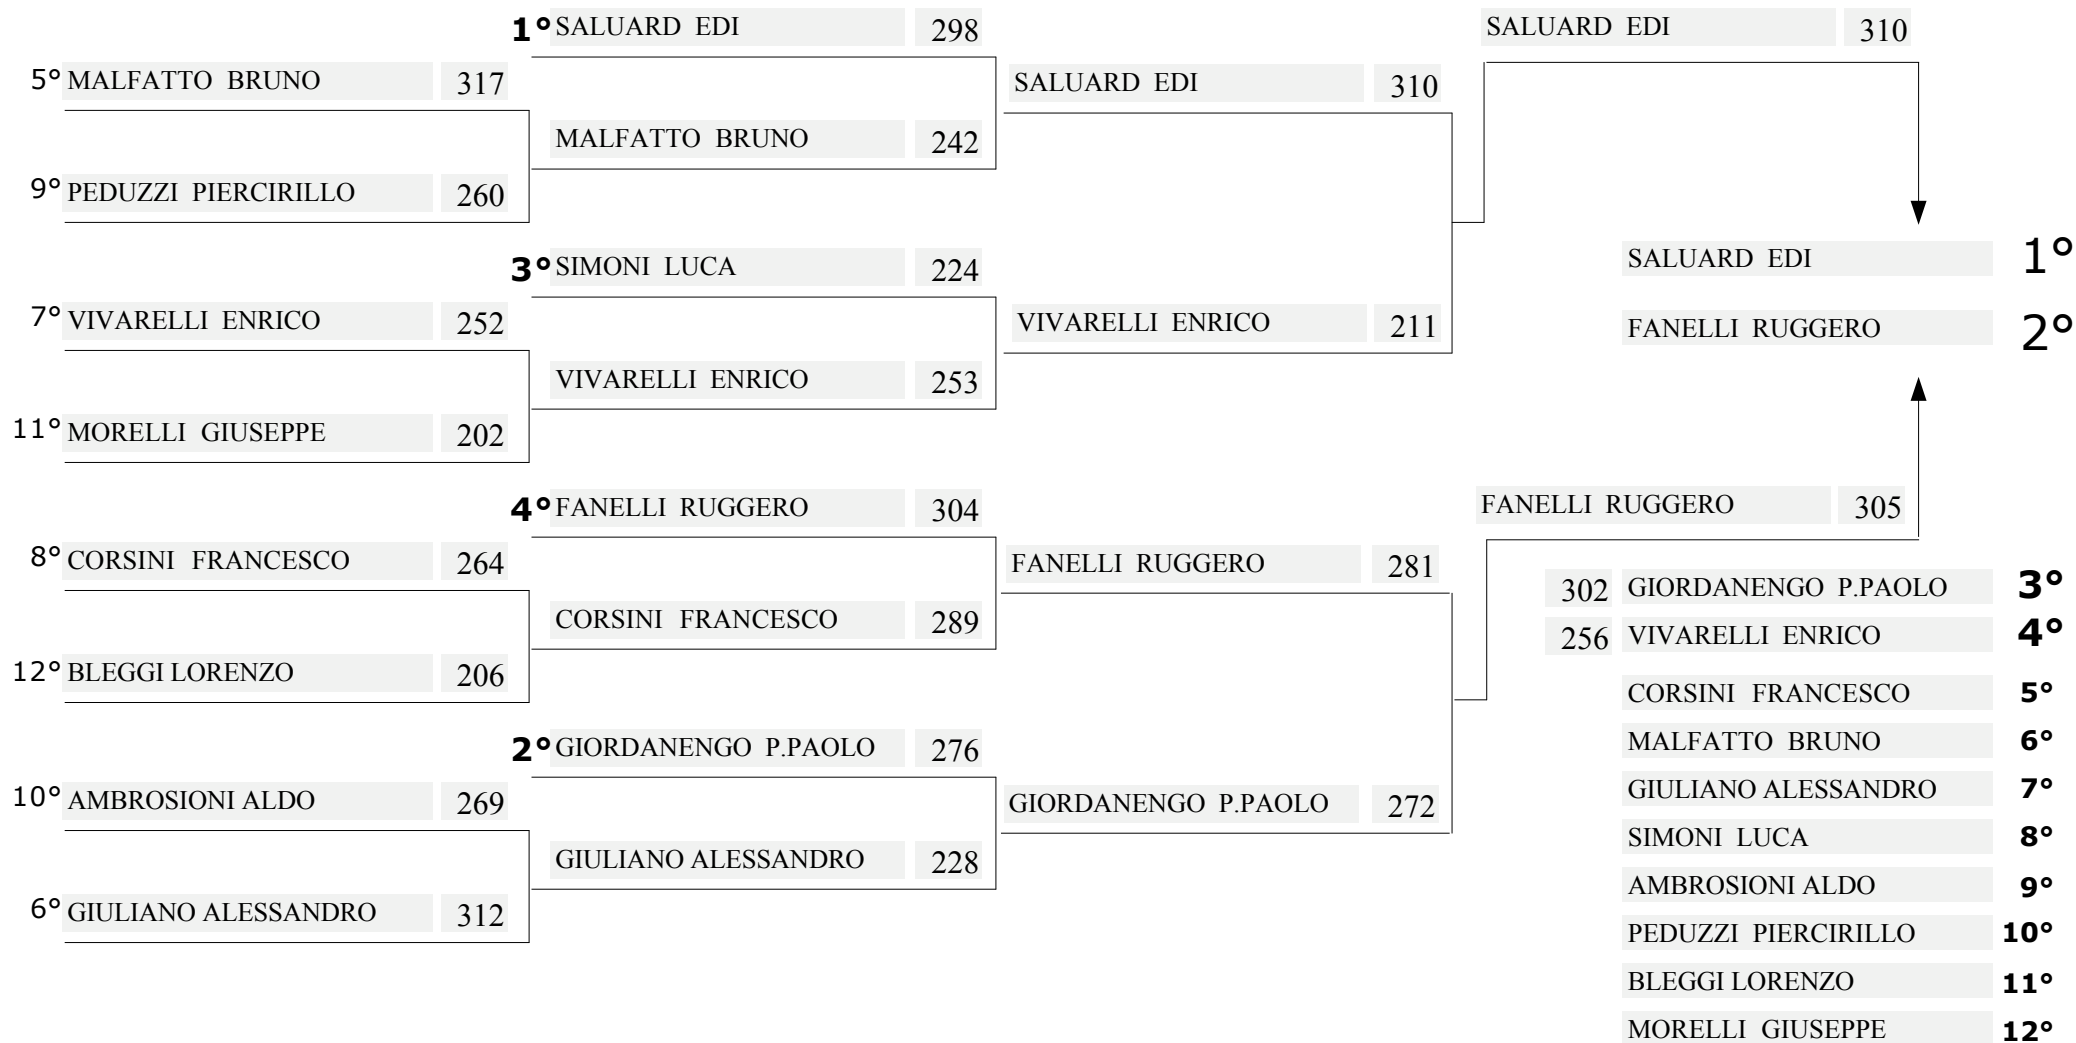 1° SALUARD EDI 298
SALUARD EDI 310
5° MALFATTO BRUNO 317
SALUARD EDI 310
MALFATTO BRUNO 242
9° PEDUZZI PIERCIRILLO 260
SALUARD EDI 1°
3° SIMONI LUCA 224
7° VIVARELLI ENRICO 252
VIVARELLI ENRICO 211
FANELLI RUGGERO 2°
VIVARELLI ENRICO 253
11° MORELLI GIUSEPPE 202
4° FANELLI RUGGERO 304
FANELLI RUGGERO 305
8° CORSINI FRANCESCO 264
FANELLI RUGGERO 281
302 GIORDANENGO P.PAOLO 3°
CORSINI FRANCESCO 289
256 VIVARELLI ENRICO 4°
12° BLEGGI LORENZO 206
CORSINI FRANCESCO 5°
2° GIORDANENGO P.PAOLO 276
MALFATTO BRUNO 6°
10° AMBROSIONI ALDO 269
GIORDANENGO P.PAOLO 272
GIULIANO ALESSANDRO 7°
SIMONI LUCA 8°
GIULIANO ALESSANDRO 228
AMBROSIONI ALDO 9°
6° GIULIANO ALESSANDRO 312
PEDUZZI PIERCIRILLO 10°
BLEGGI LORENZO 11°
MORELLI GIUSEPPE 12°